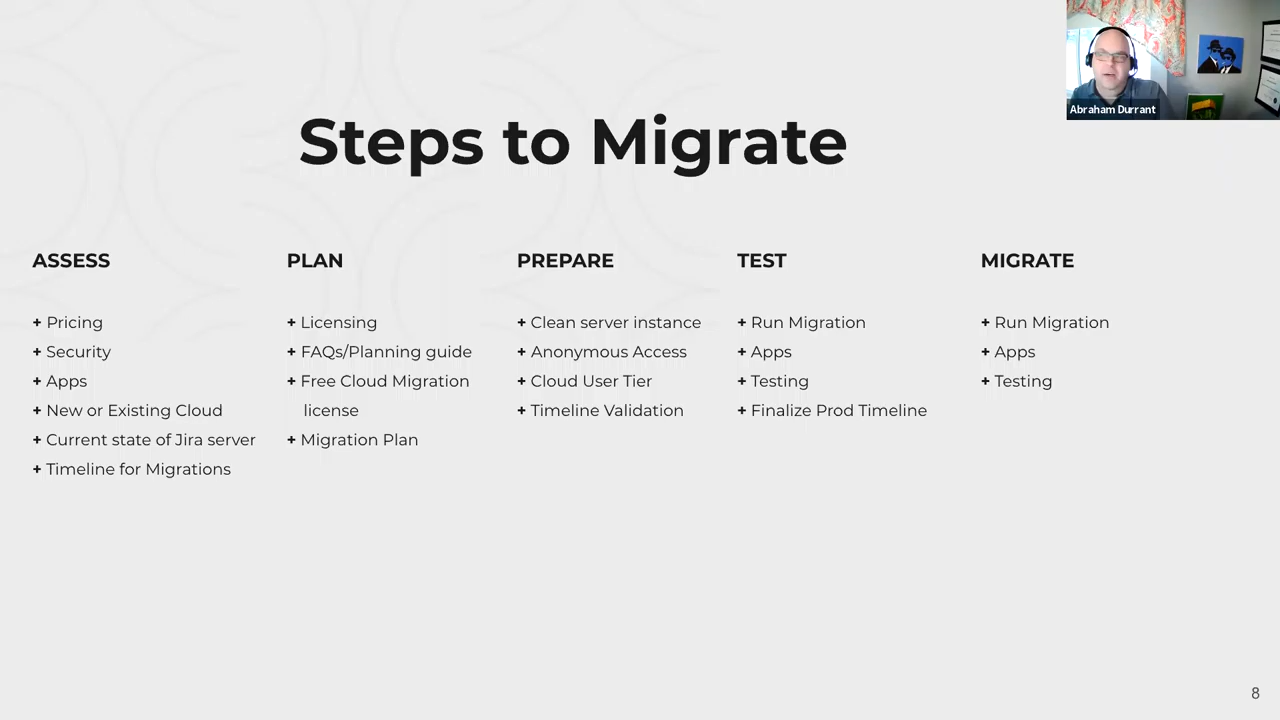 Abraham Durrant
Steps to Migrate
ASSESS
+ Pricing
+ Security
+ Apps
+ New or Existing Cloud
+ Current state of Jira server
+ Timeline for Migrations
PLAN
+ Licensing
+ FAQs/Planning guide
+ Free Cloud Migration
license
+ Migration Plan
PREPARE
+ Clean server instance
+ Anonymous Access
+ Cloud User Tier
+ Timeline Validation
TEST
+ Run Migration
+ Apps
+ Testing
+ Finalize Prod Timeline
MIGRATE
+ Run Migration
+ Apps
+ Testing
8